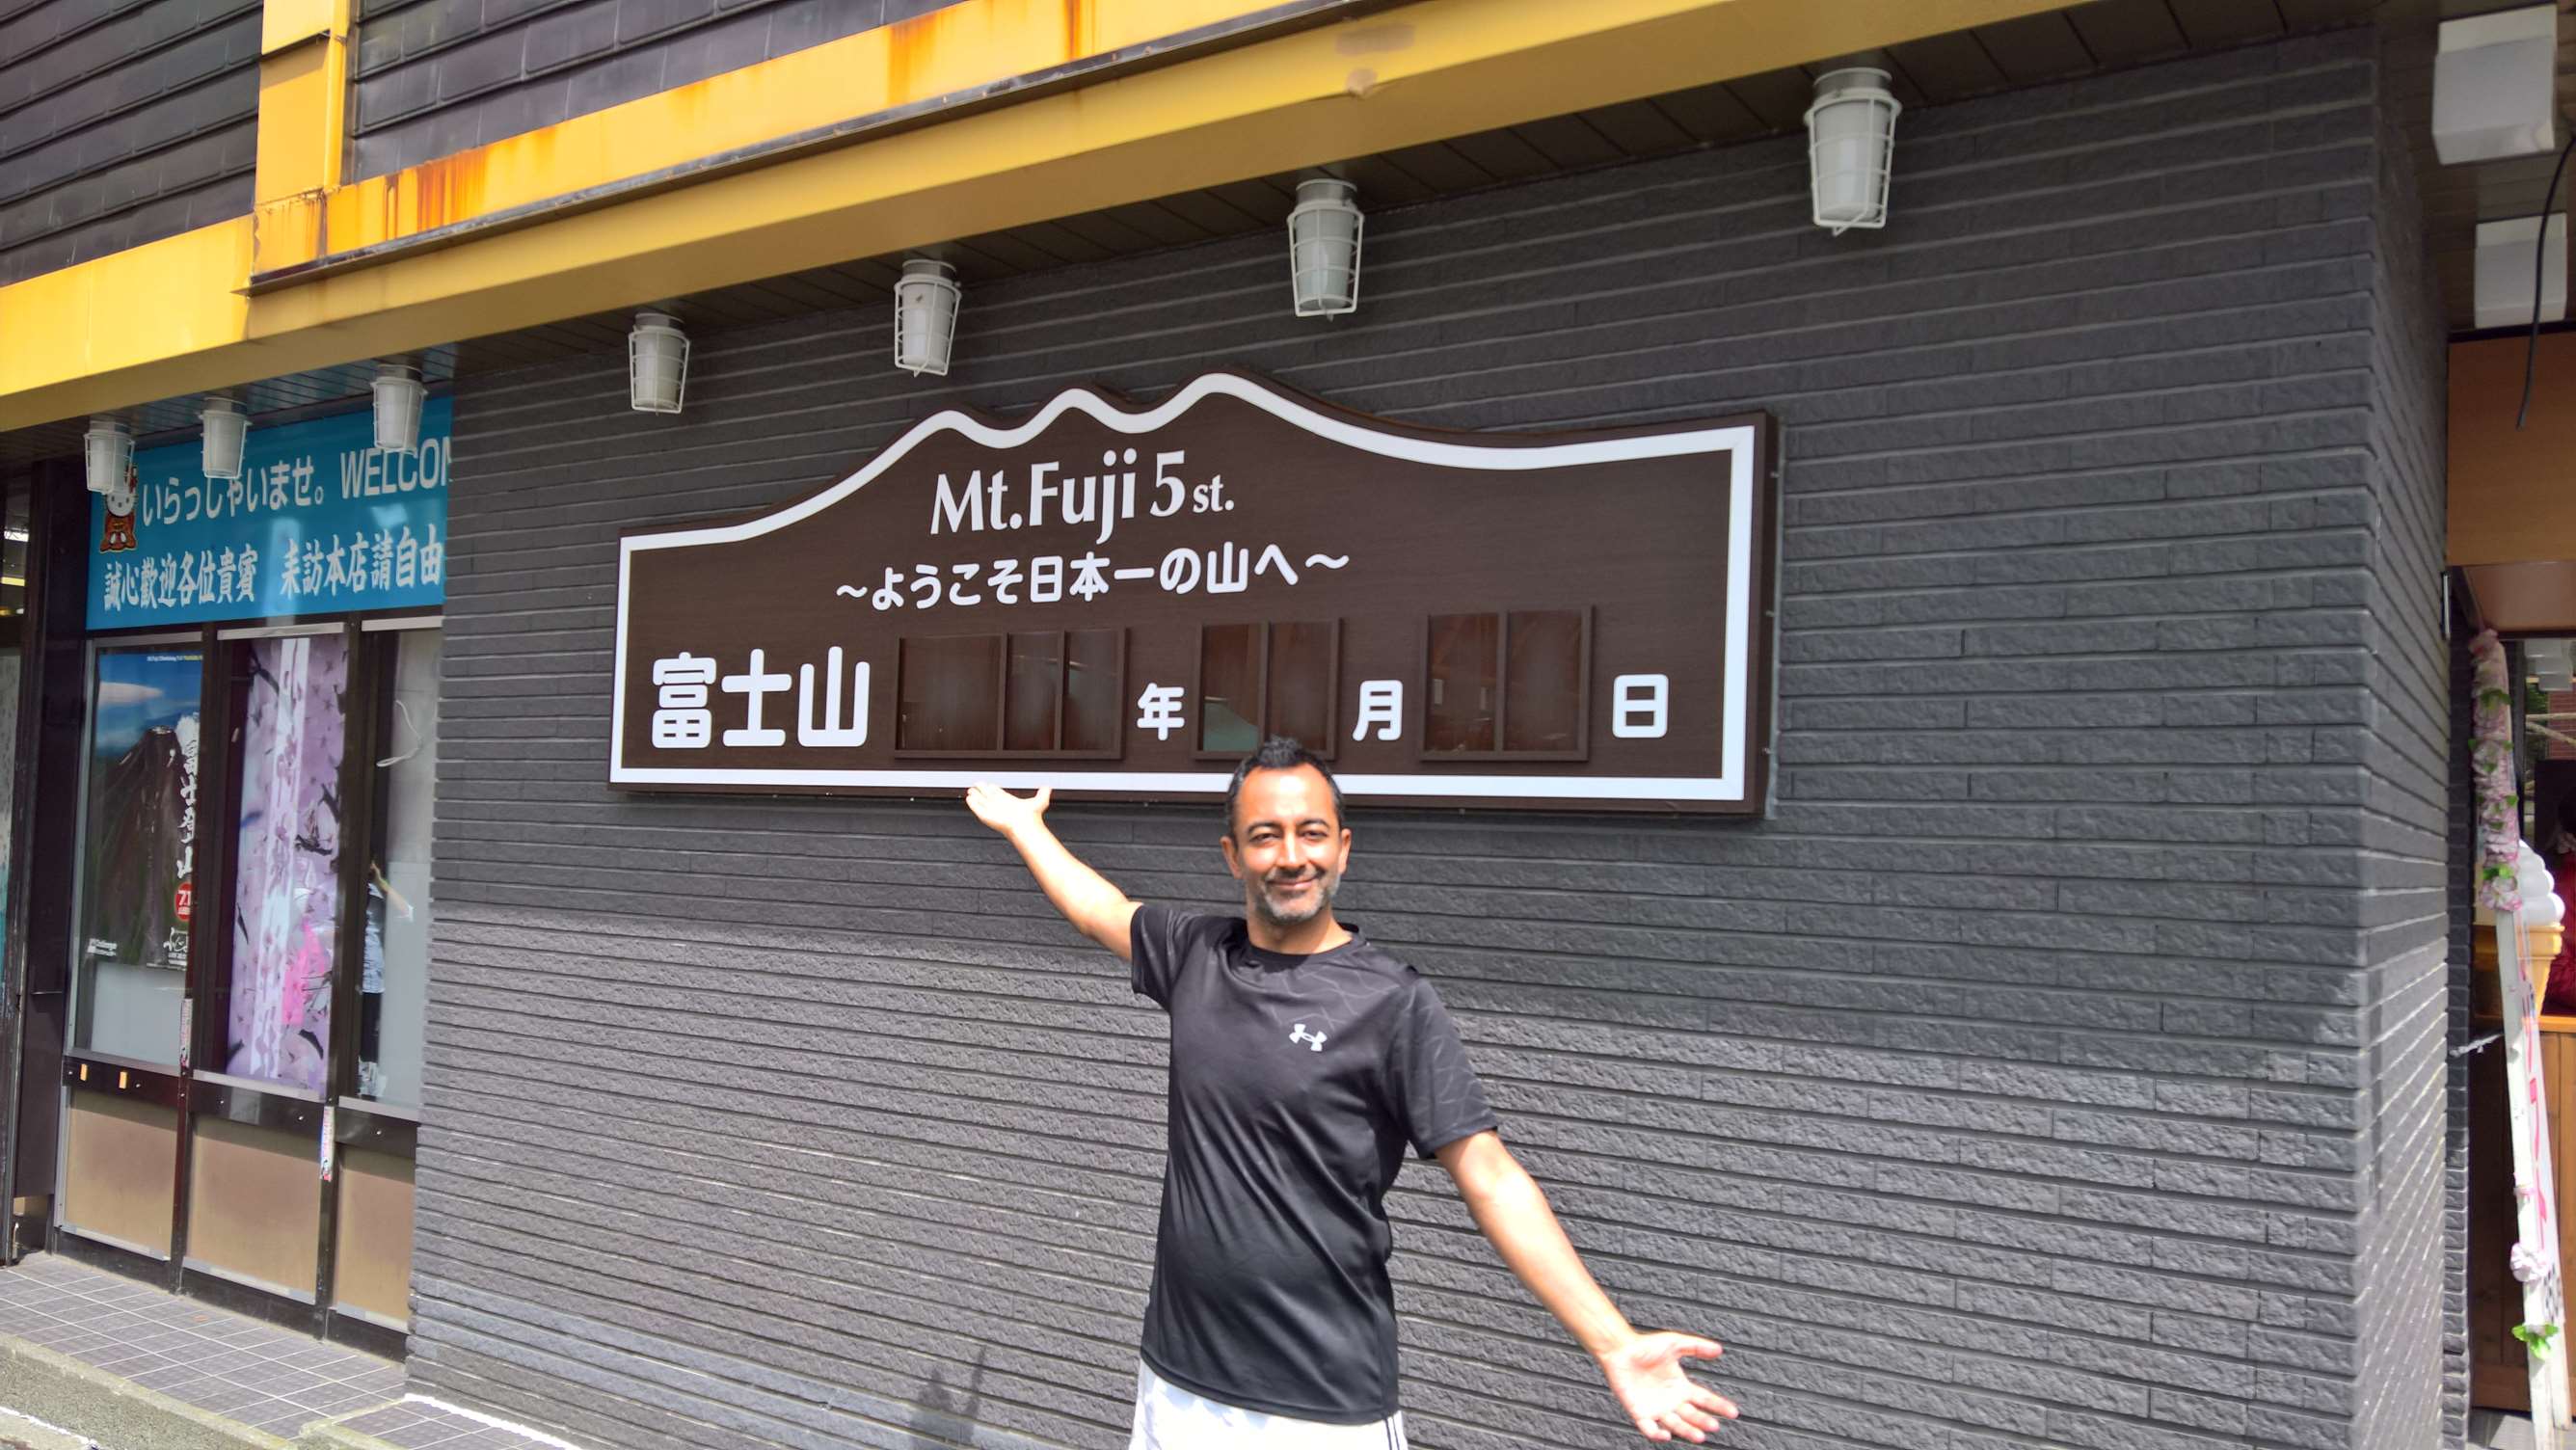 いらっしゃいませ。WELCOM
誠心歡迎各位貴賓 来訪本店請自由
Mt.Fuji 5st.
～ようこそ日本一の山へ～
富士山 年 月 日